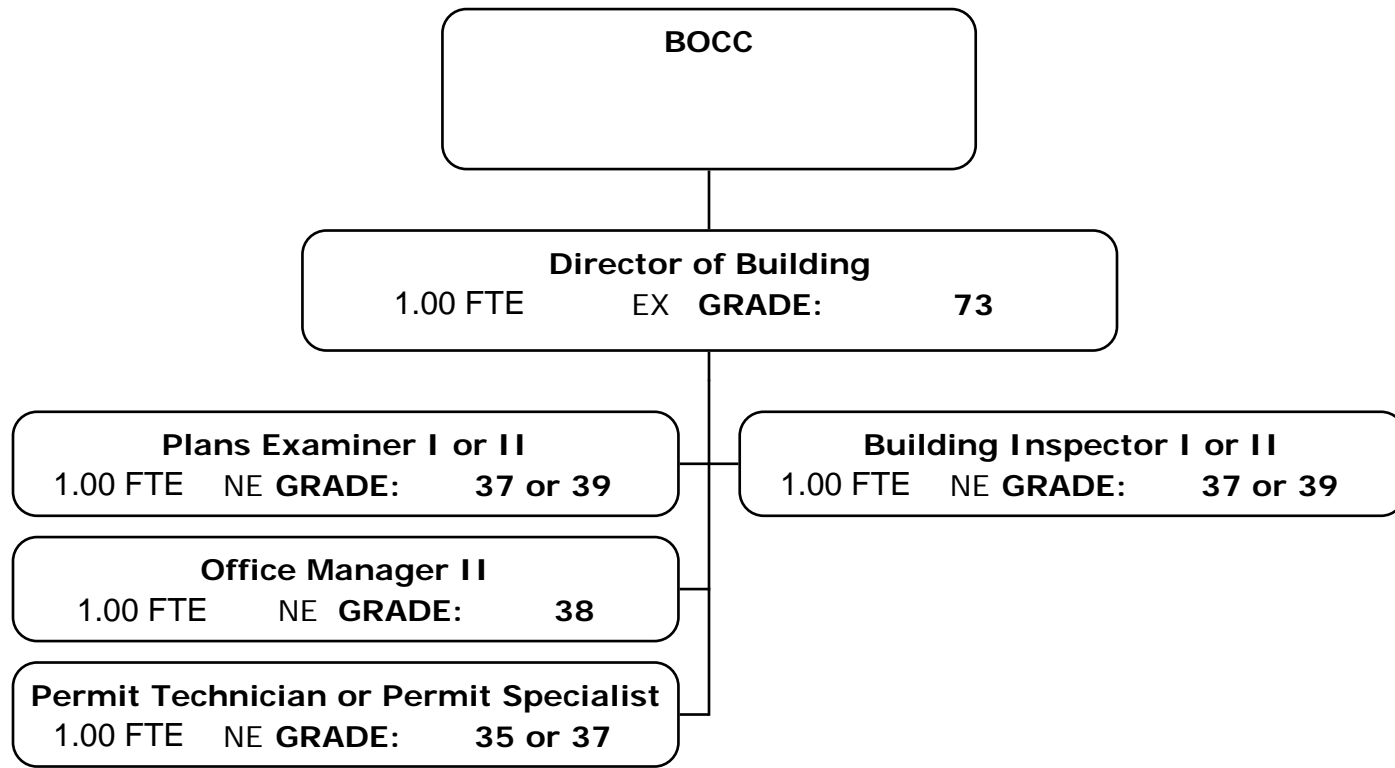 BOCC
Director of Building
1.00 FTE EX GRADE: 73
Plans Examiner I or II
1.00 FTE NE GRADE: 37 or 39
Building Inspector I or II
1.00 FTE NE GRADE: 37 or 39
Office Manager II
1.00 FTE NE GRADE: 38
Permit Technician or Permit Specialist
1.00 FTE NE GRADE: 35 or 37